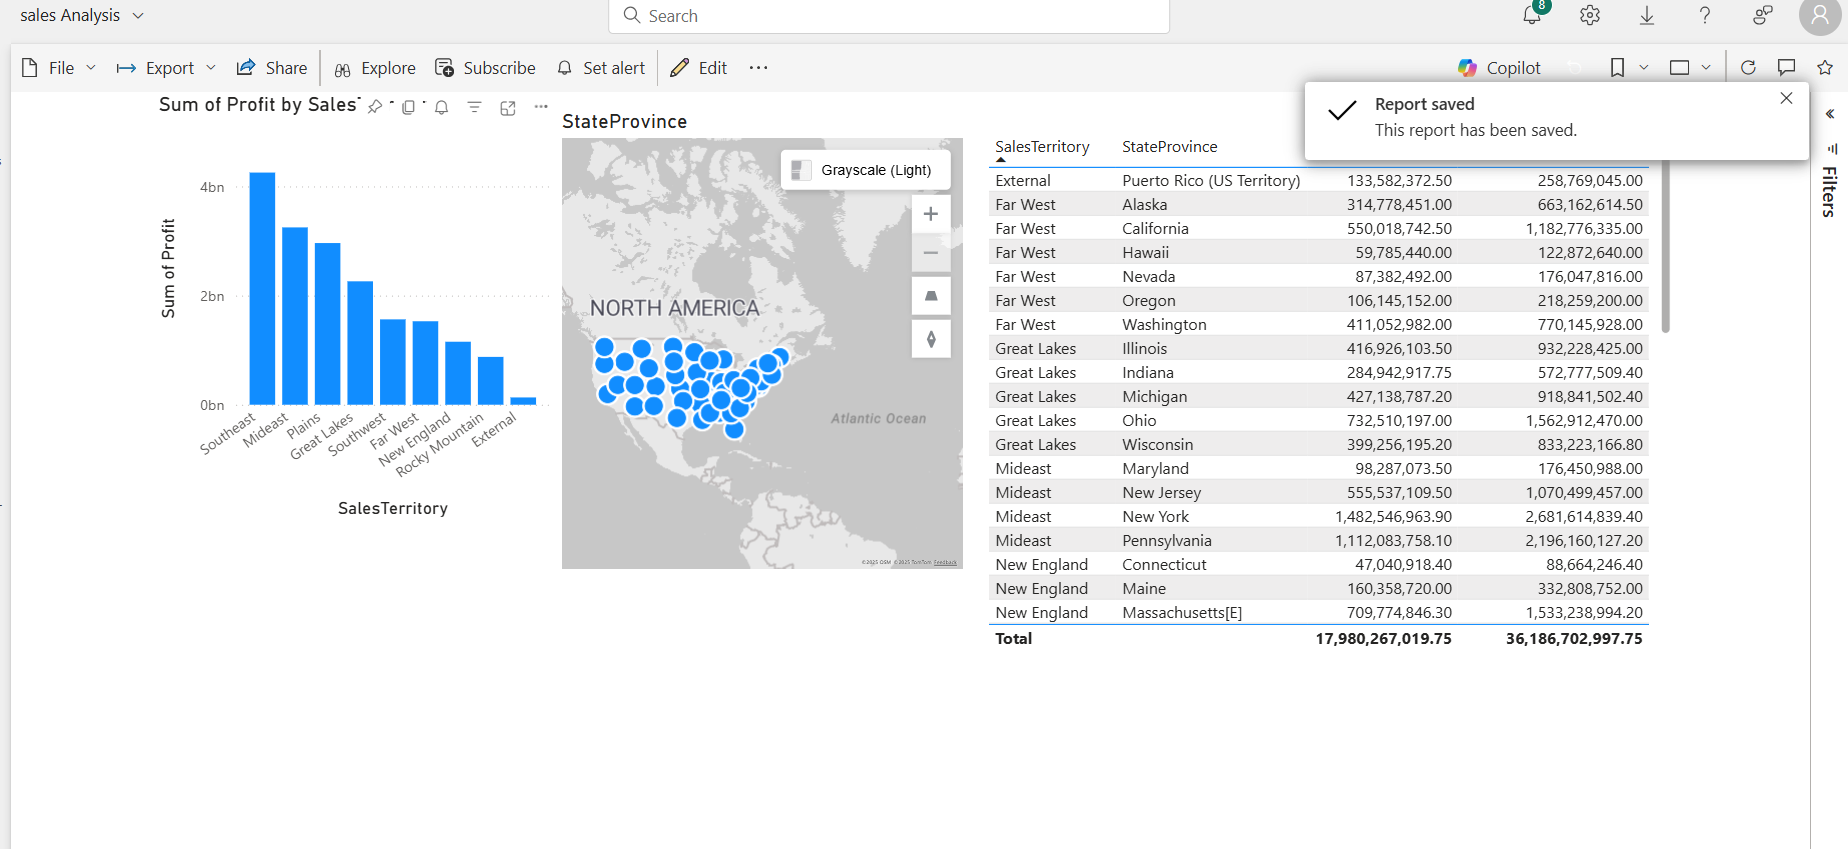 sales Analysis
Search
8
File
Export
Share
Explore
Subscribe
Set alert
Edit
Copilot
Report saved
This report has been saved.
Filters
Sum of Profit by Sales
Sum of Profit
4bn
2bn
0bn
Southeast
Mideast
Plains
Great Lakes
Southwest
Far West
New England
Rocky Mountain
External
SalesTerritory
StateProvince
Grayscale (Light)
NORTH AMERICA
Atlantic Ocean
©2025 OSM ©2025 TomTom Feedback
SalesTerritory StateProvince
External Puerto Rico (US Territory) 133,582,372.50 258,769,045.00
Far West Alaska 314,778,451.00 663,162,614.50
Far West California 550,018,742.50 1,182,776,335.00
Far West Hawaii 59,785,440.00 122,872,640.00
Far West Nevada 87,382,492.00 176,047,816.00
Far West Oregon 106,145,152.00 218,259,200.00
Far West Washington 411,052,982.00 770,145,928.00
Great Lakes Illinois 416,926,103.50 932,228,425.00
Great Lakes Indiana 284,942,917.75 572,777,509.40
Great Lakes Michigan 427,138,787.20 918,841,502.40
Great Lakes Ohio 732,510,197.00 1,562,912,470.00
Great Lakes Wisconsin 399,256,195.20 833,223,166.80
Mideast Maryland 98,287,073.50 176,450,988.00
Mideast New Jersey 555,537,109.50 1,070,499,457.00
Mideast New York 1,482,546,963.90 2,681,614,839.40
Mideast Pennsylvania 1,112,083,758.10 2,196,160,127.20
New England Connecticut 47,040,918.40 88,664,246.40
New England Maine 160,358,720.00 332,808,752.00
New England Massachusetts[E] 709,774,846.30 1,533,238,994.20
Total 17,980,267,019.75 36,186,702,997.75